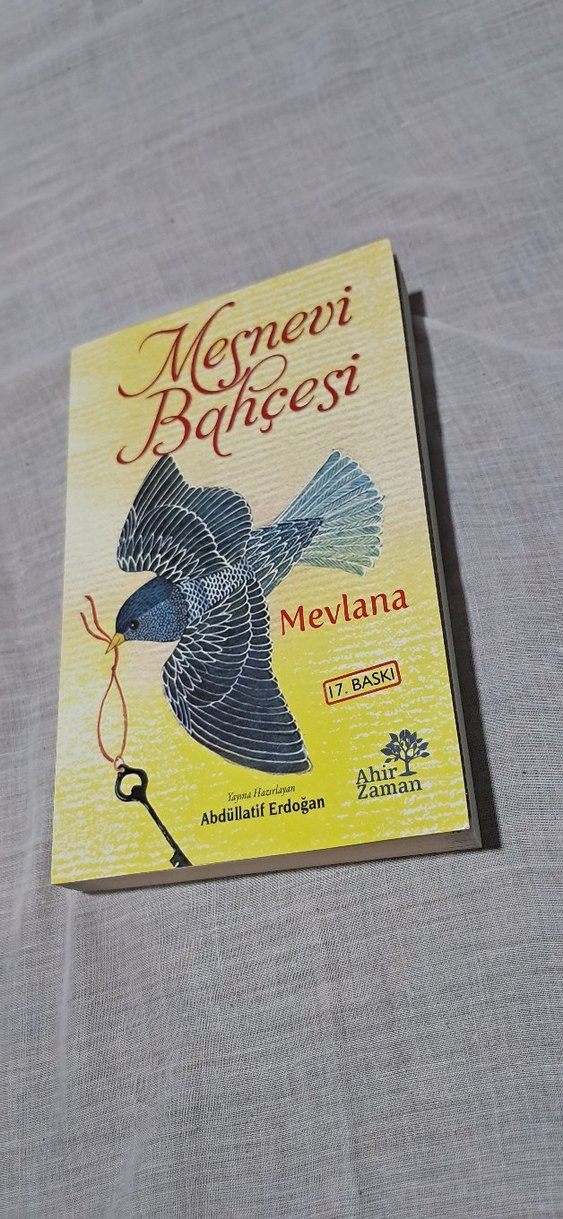 Mesnevi
Bahçesi
Mevlana
17. BASKI
Yayına Hazırlayan
Abdüllatif Erdoğan
Ahir
Zaman